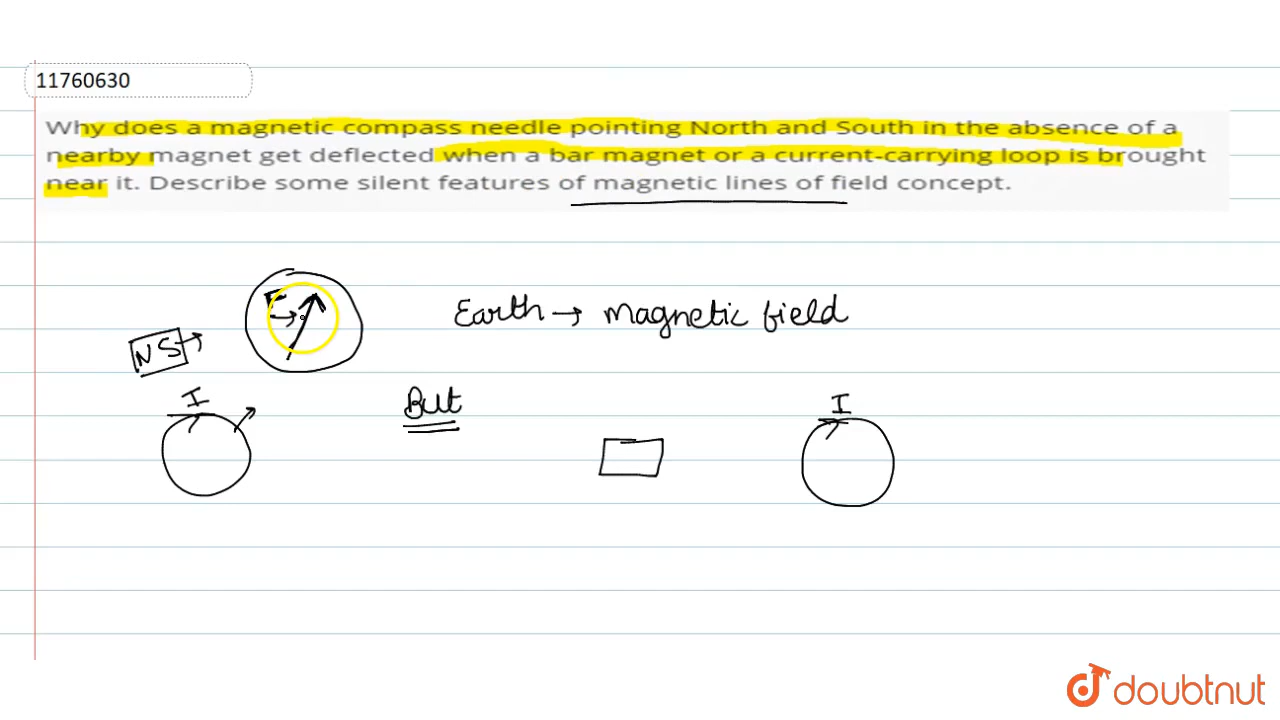 11760630
Why does a magnetic compass needle pointing North and South in the absence of a
nearby magnet get deflected when a bar magnet or a current-carrying loop is brought
near it. Describe some silent features of magnetic lines of field concept.
F
Earth → magnetic field
N S
I
But
I
doubtnut